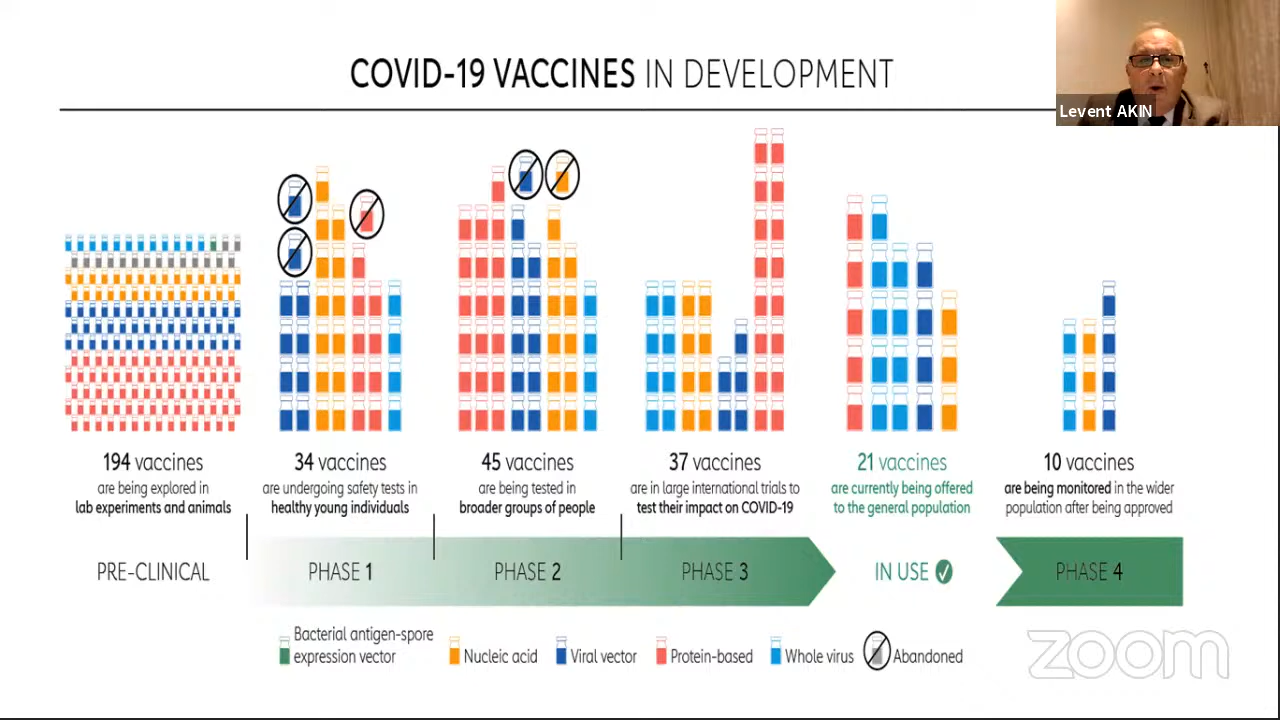 COVID-19 VACCINES IN DEVELOPMENT
Levent AKIN
194 vaccines
are being explored in
lab experiments and animals
34 vaccines
are undergoing safety tests in
healthy young individuals
45 vaccines
are being tested in
broader groups of people
37 vaccines
are in large international trials to
test their impact on COVID-19
21 vaccines
are currently being offered
to the general population
10 vaccines
are being monitored in the wider
population after being approved
PRE-CLINICAL
PHASE 1
PHASE 2
PHASE 3
IN USE
PHASE 4
Bacterial antigen-spore
expression vector
Nucleic acid
Viral vector
Protein-based
Whole virus
Abandoned
zoom